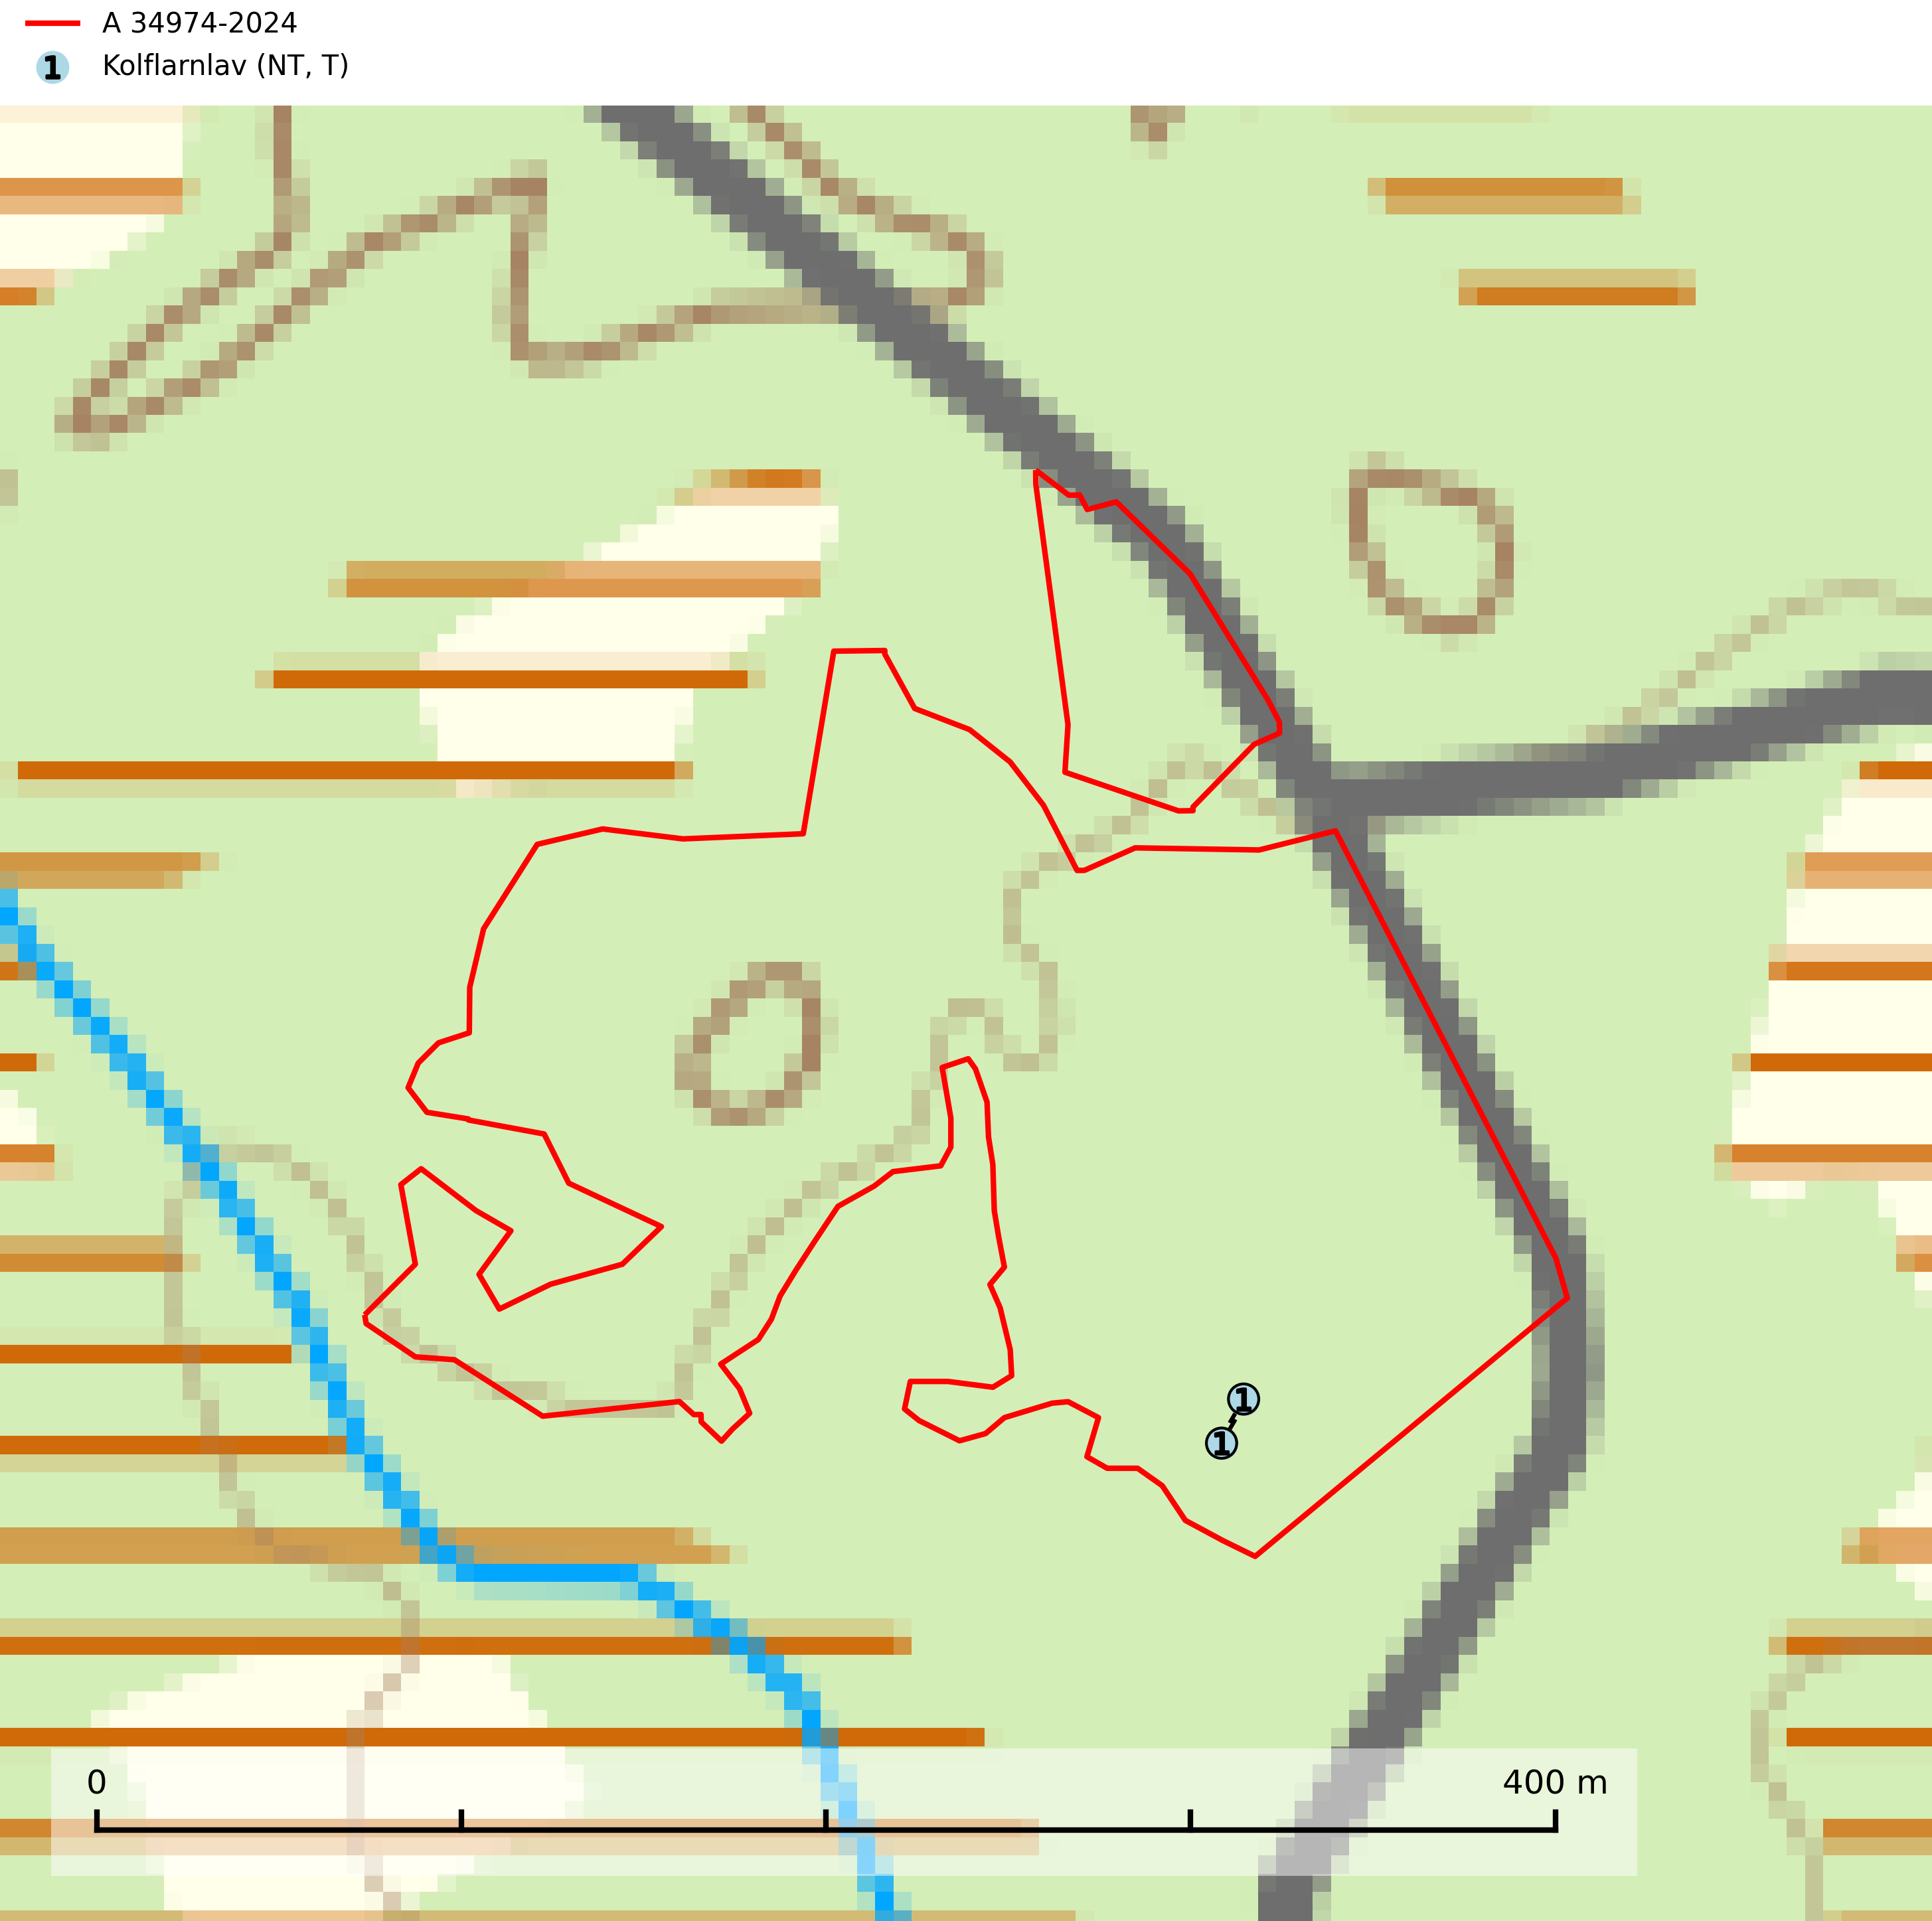 A 34974-2024
1 Kolflarnlav (NT, T)
1
1
0 400 m